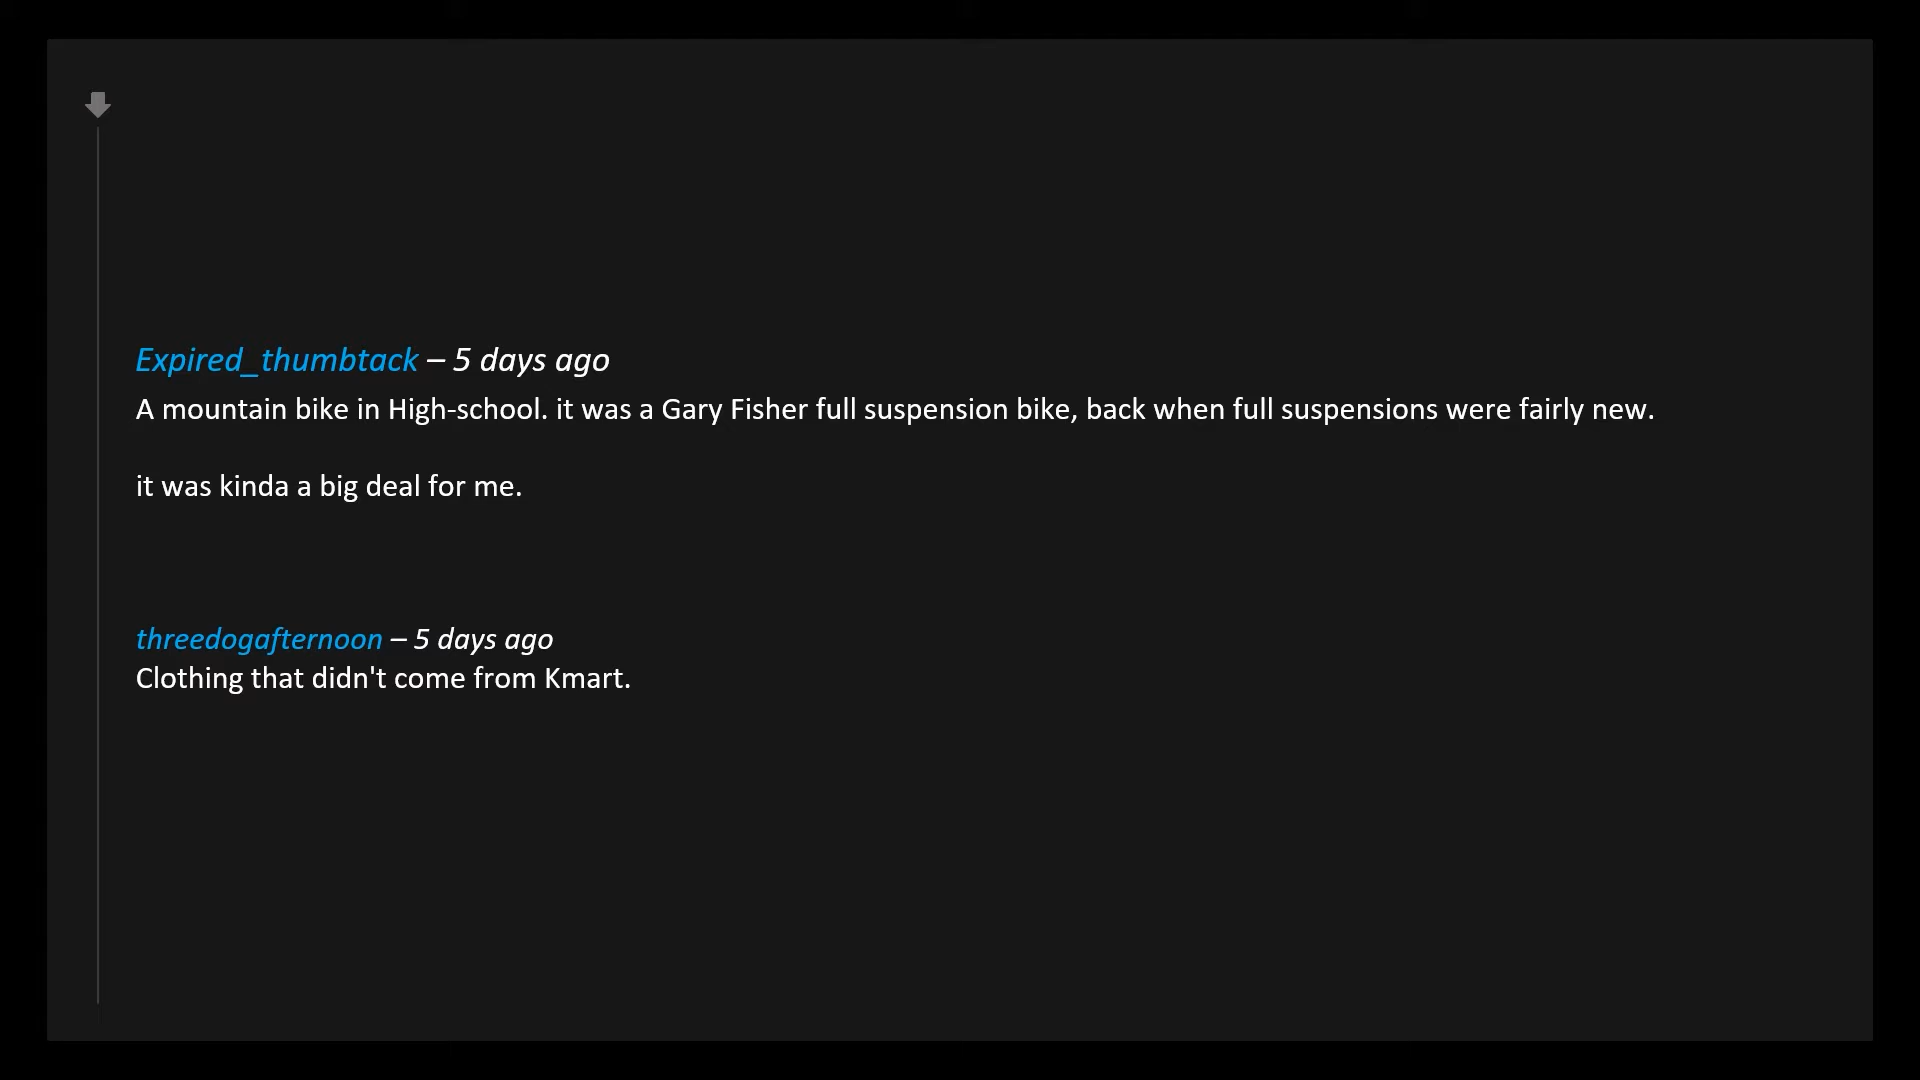 Expired_thumbtack – 5 days ago
A mountain bike in High-school. it was a Gary Fisher full suspension bike, back when full suspensions were fairly new.
it was kinda a big deal for me.
threedogafternoon – 5 days ago
Clothing that didn't come from Kmart.